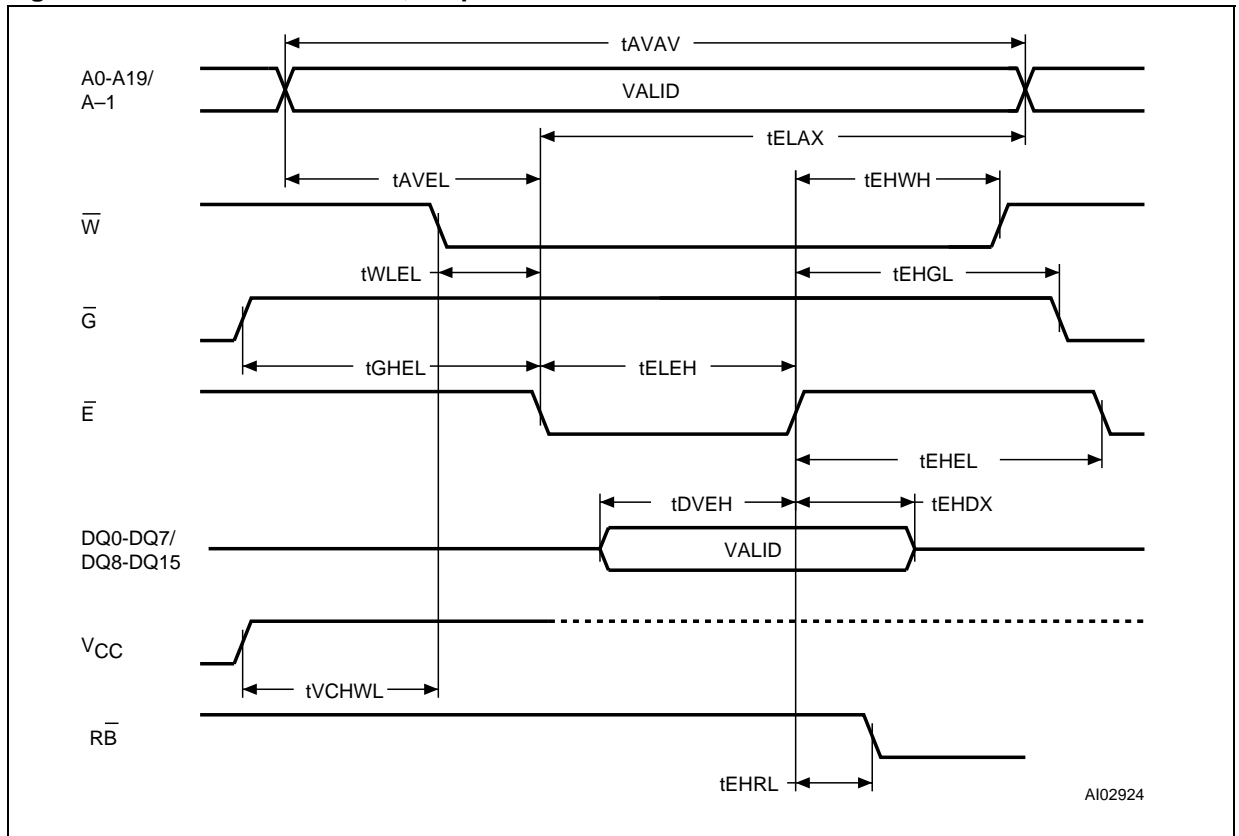 tAVAV
A0-A19/
A–1
VALID
tELAX
tAVEL
tEHWH
W̅
tWLEL
tEHGL
G̅
tGHEL
tELEH
E̅
tEHEL
tDVEH
tEHDX
DQ0-DQ7/
DQ8-DQ15
VALID
VCC
tVCHWL
RB̅
tEHRL
AI02924